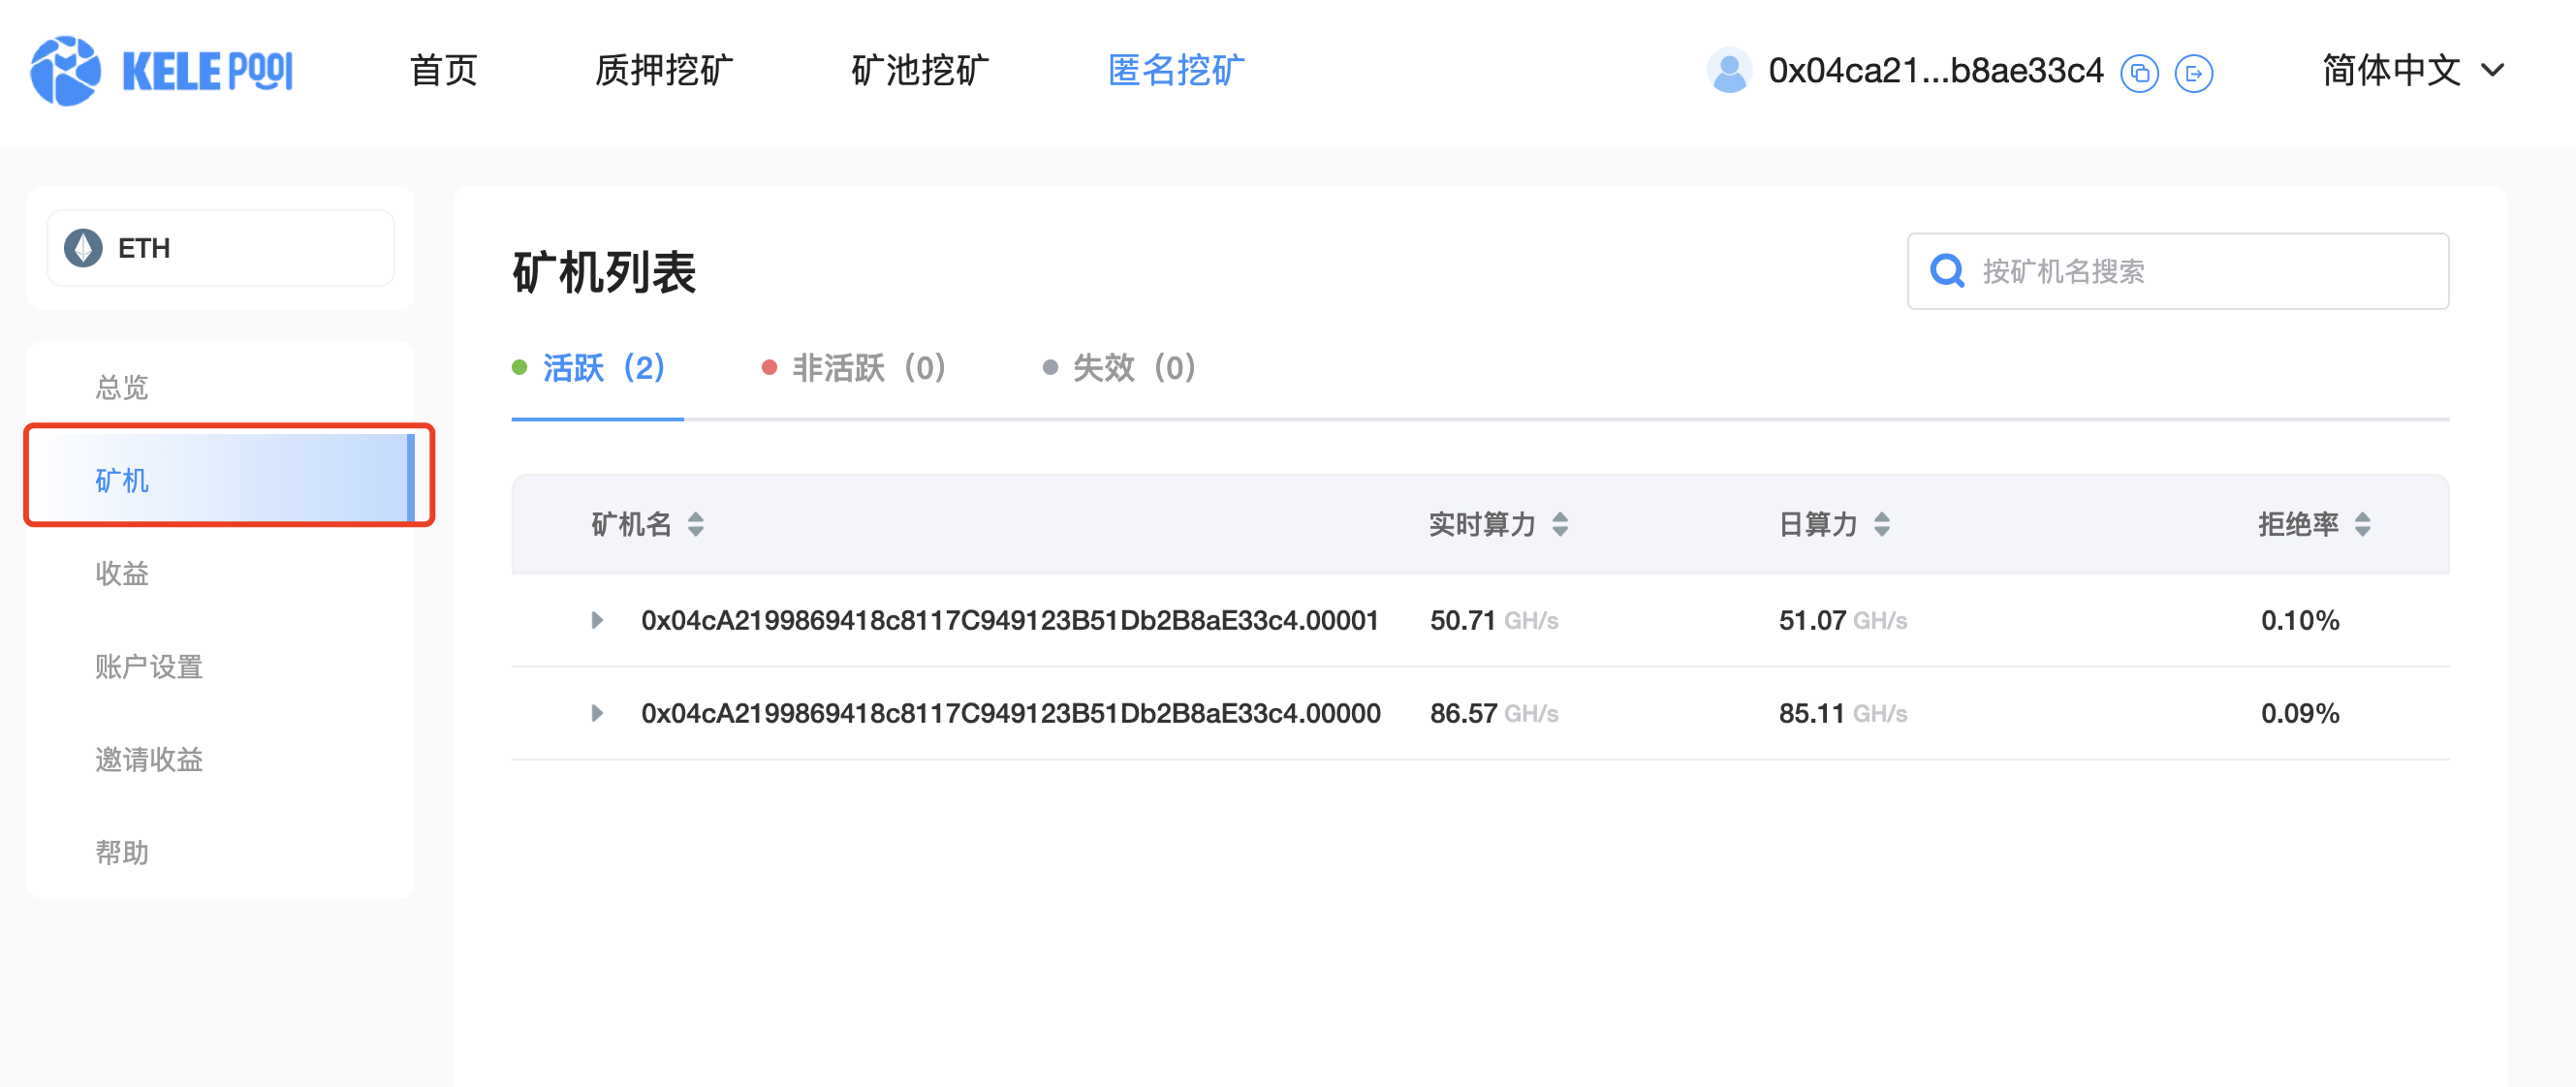 KELE POOL 首页 质押挖矿 矿池挖矿 匿名挖矿 0x04ca21...b8ae33c4 简体中文
ETH
总览
矿机
收益
账户设置
邀请收益
帮助
矿机列表
按矿机名搜索
活跃（2） 非活跃（0） 失效（0）
矿机名 实时算力 日算力 拒绝率
0x04cA2199869418c8117C949123B51Db2B8aE33c4.00001 50.71 GH/s 51.07 GH/s 0.10%
0x04cA2199869418c8117C949123B51Db2B8aE33c4.00000 86.57 GH/s 85.11 GH/s 0.09%